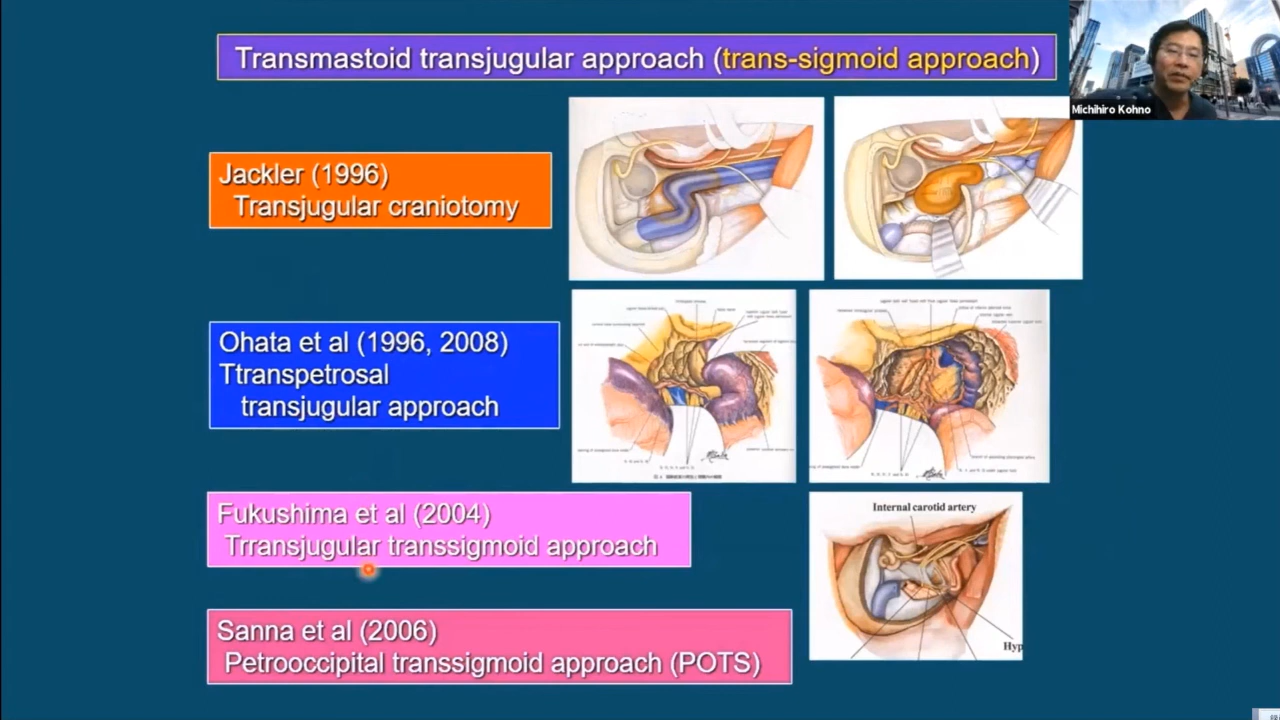 Transmastoid transjugular approach (trans-sigmoid approach)
Michihiro Kohno
Jackler (1996)
Transjugular craniotomy
Ohata et al (1996, 2008)
Ttranspetrosal
transjugular approach
Fukushima et al (2004)
Trransjugular transsigmoid approach
Internal carotid artery
Hyp
Sanna et al (2006)
Petrooccipital transsigmoid approach (POTS)